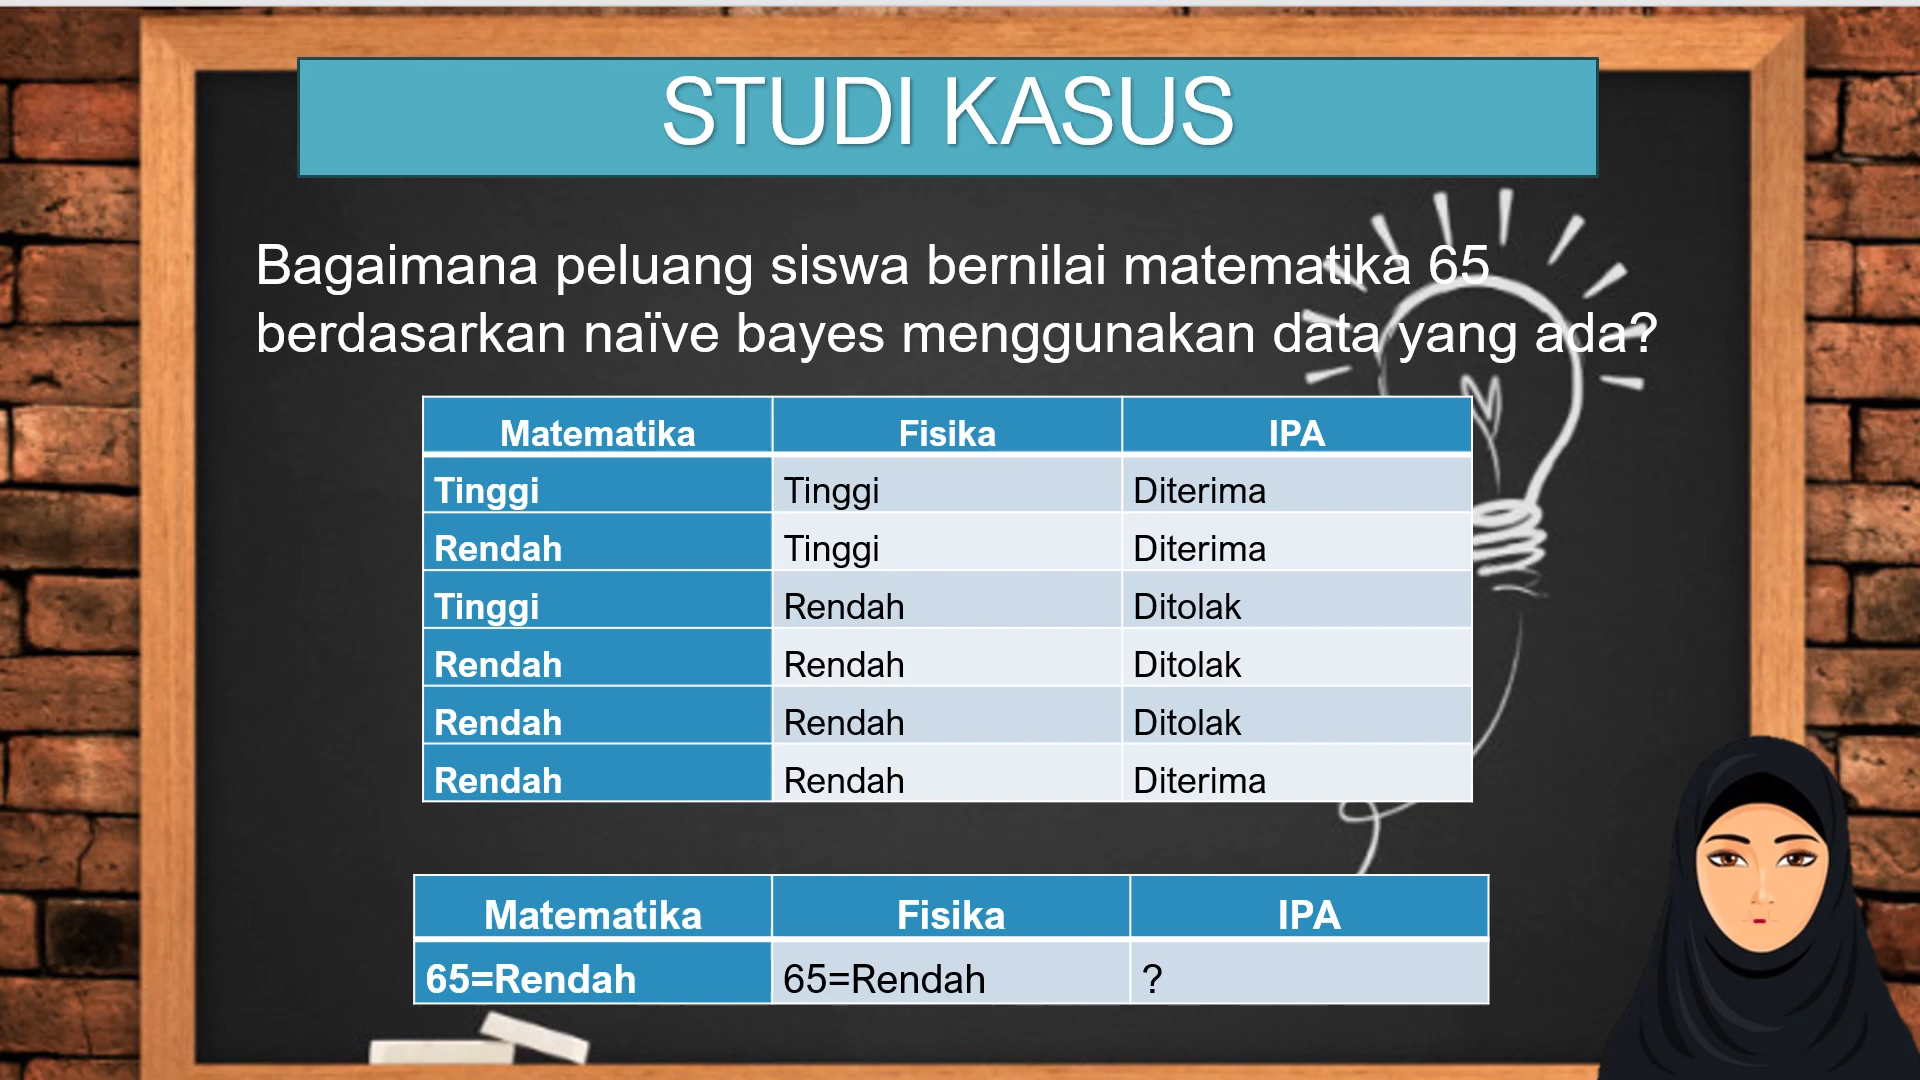 STUDI KASUS
Bagaimana peluang siswa bernilai matematika 65
berdasarkan naïve bayes menggunakan data yang ada?
Matematika Fisika IPA
Tinggi Tinggi Diterima
Rendah Tinggi Diterima
Tinggi Rendah Ditolak
Rendah Rendah Ditolak
Rendah Rendah Ditolak
Rendah Rendah Diterima
Matematika Fisika IPA
65=Rendah 65=Rendah ?